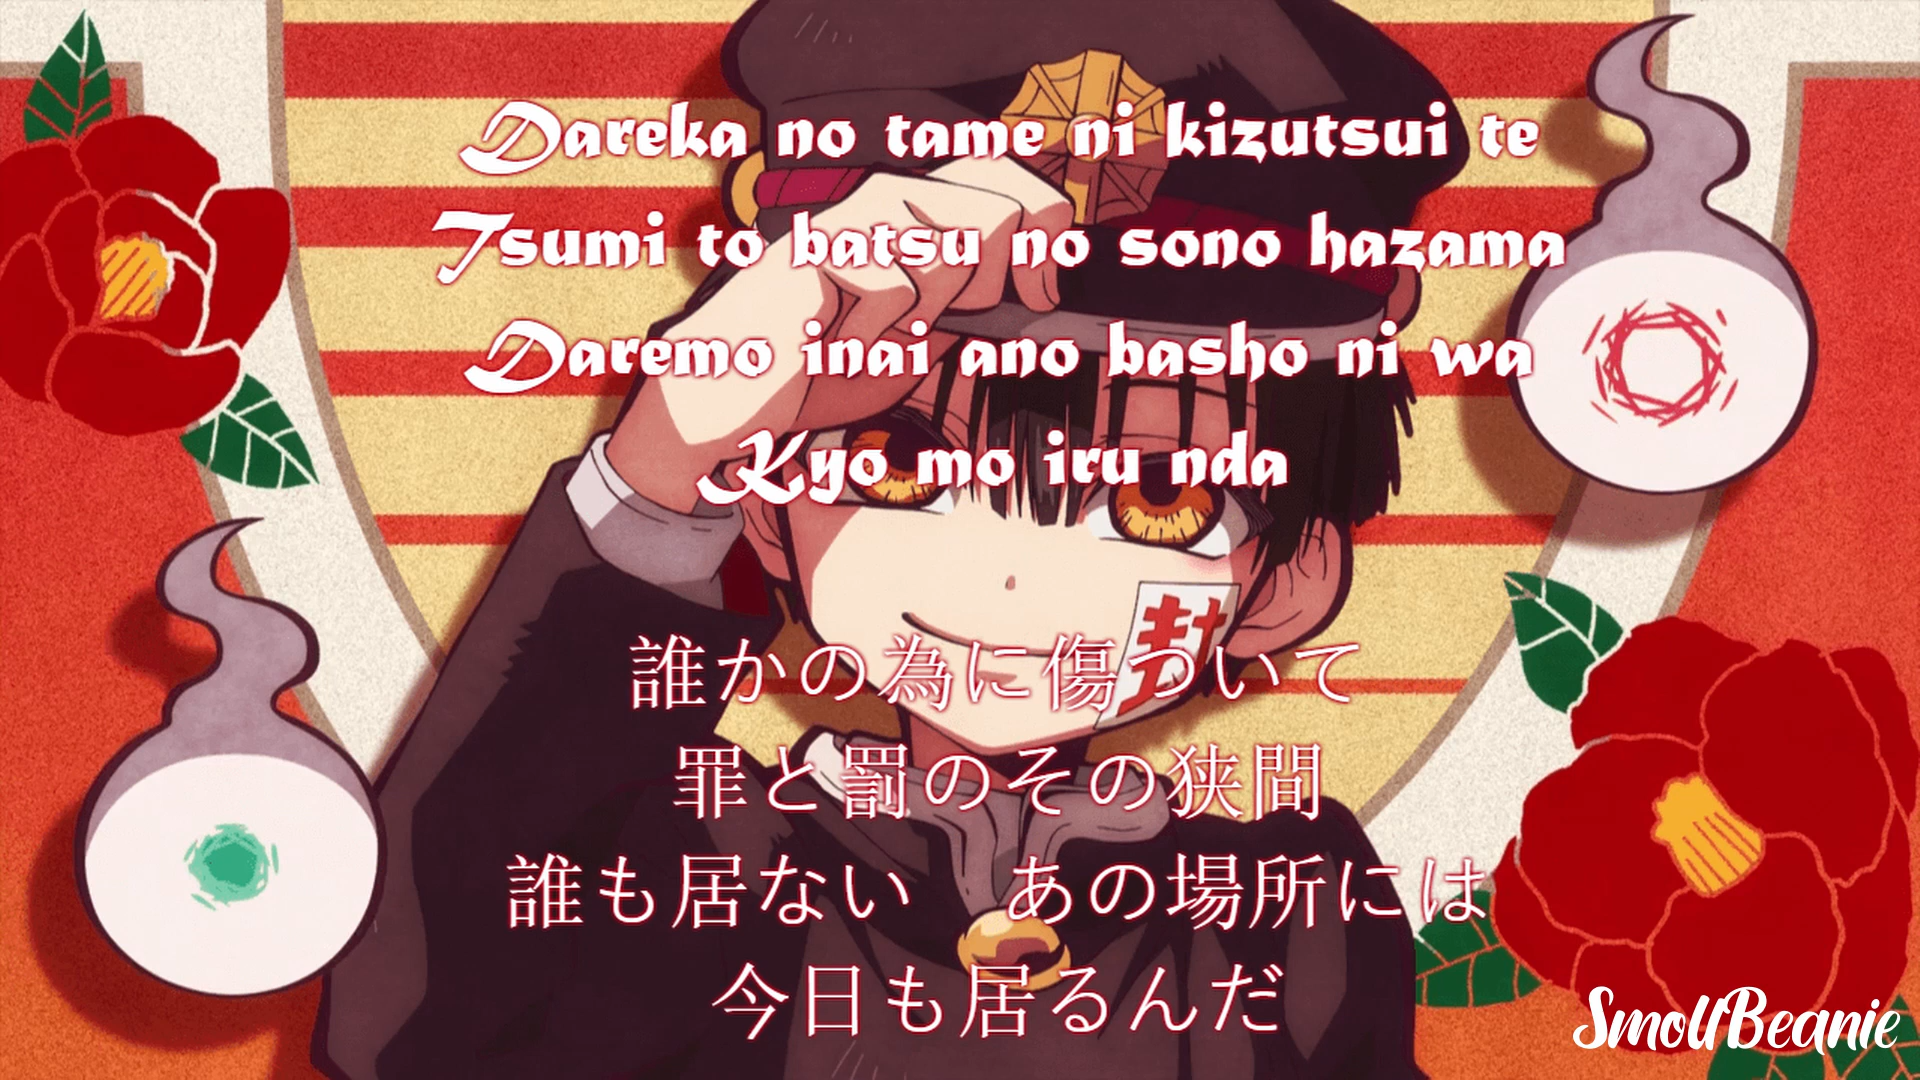 Dareka no tame ni kizutsui te
Tsumi to batsu no sono hazama
Daremo inai ano basho ni wa
Kyo mo iru nda
封
誰かの為に傷ついて
罪と罰のその狭間
誰も居ない　あの場所には
今日も居るんだ
SmollBeanie